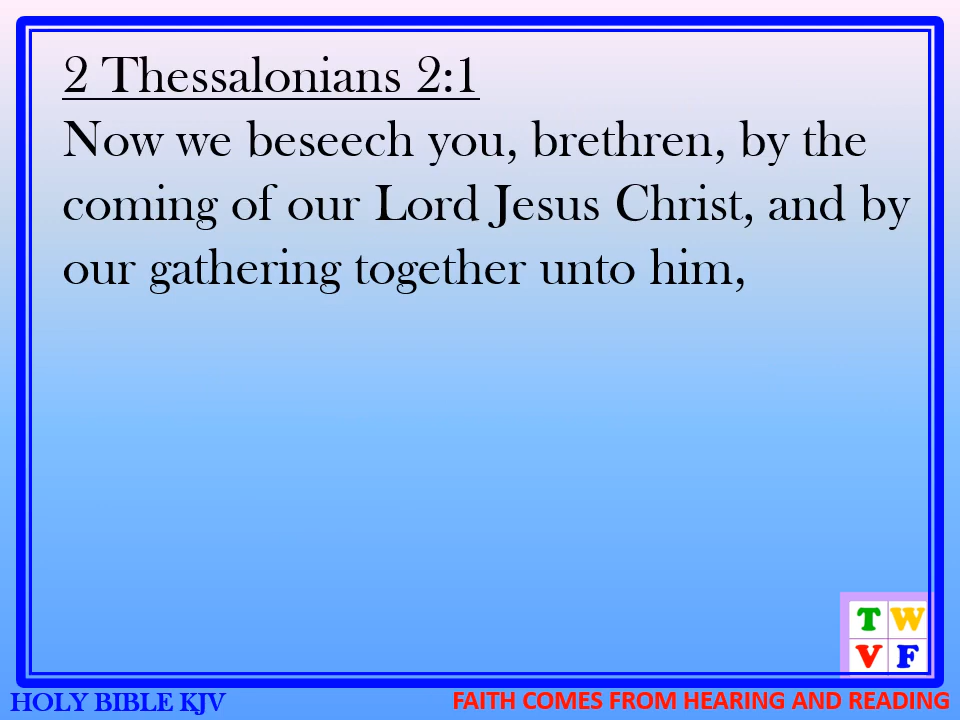 2 Thessalonians 2:1
Now we beseech you, brethren, by the
coming of our Lord Jesus Christ, and by
our gathering together unto him,
T W
V F
HOLY BIBLE KJV
FAITH COMES FROM HEARING AND READING